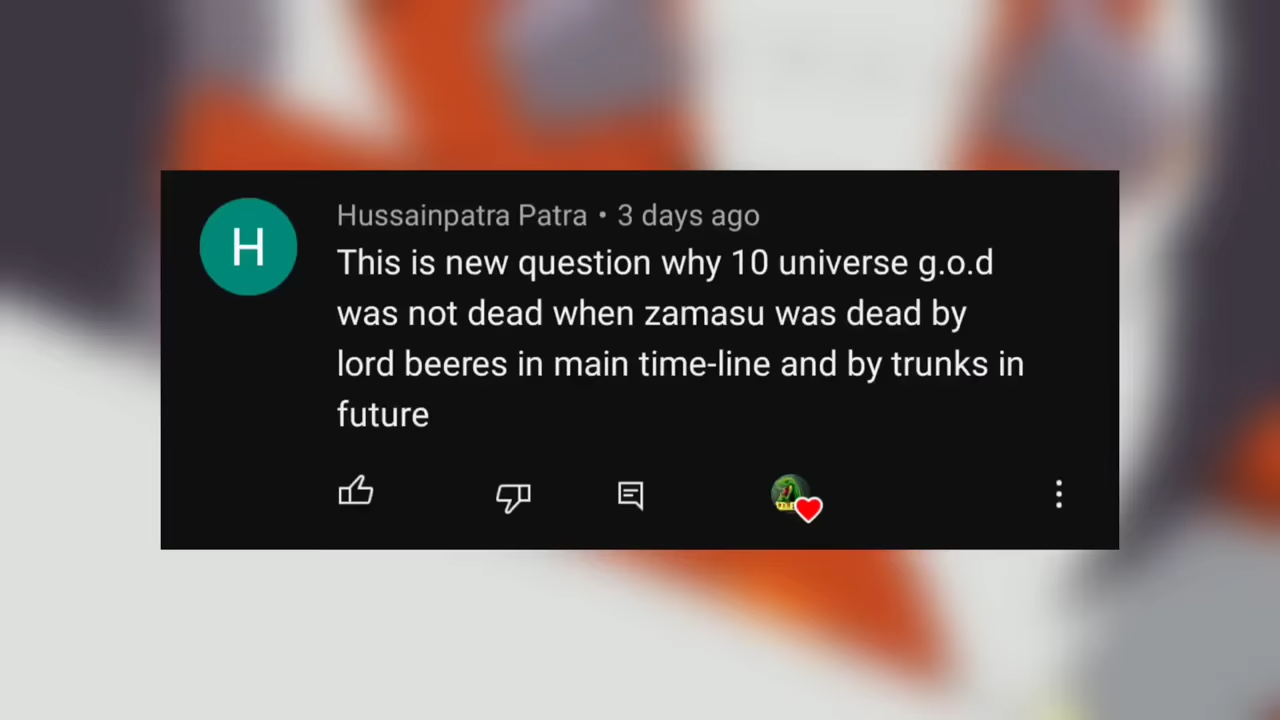 H
Hussainpatra Patra • 3 days ago
This is new question why 10 universe g.o.d
was not dead when zamasu was dead by
lord beeres in main time-line and by trunks in
future